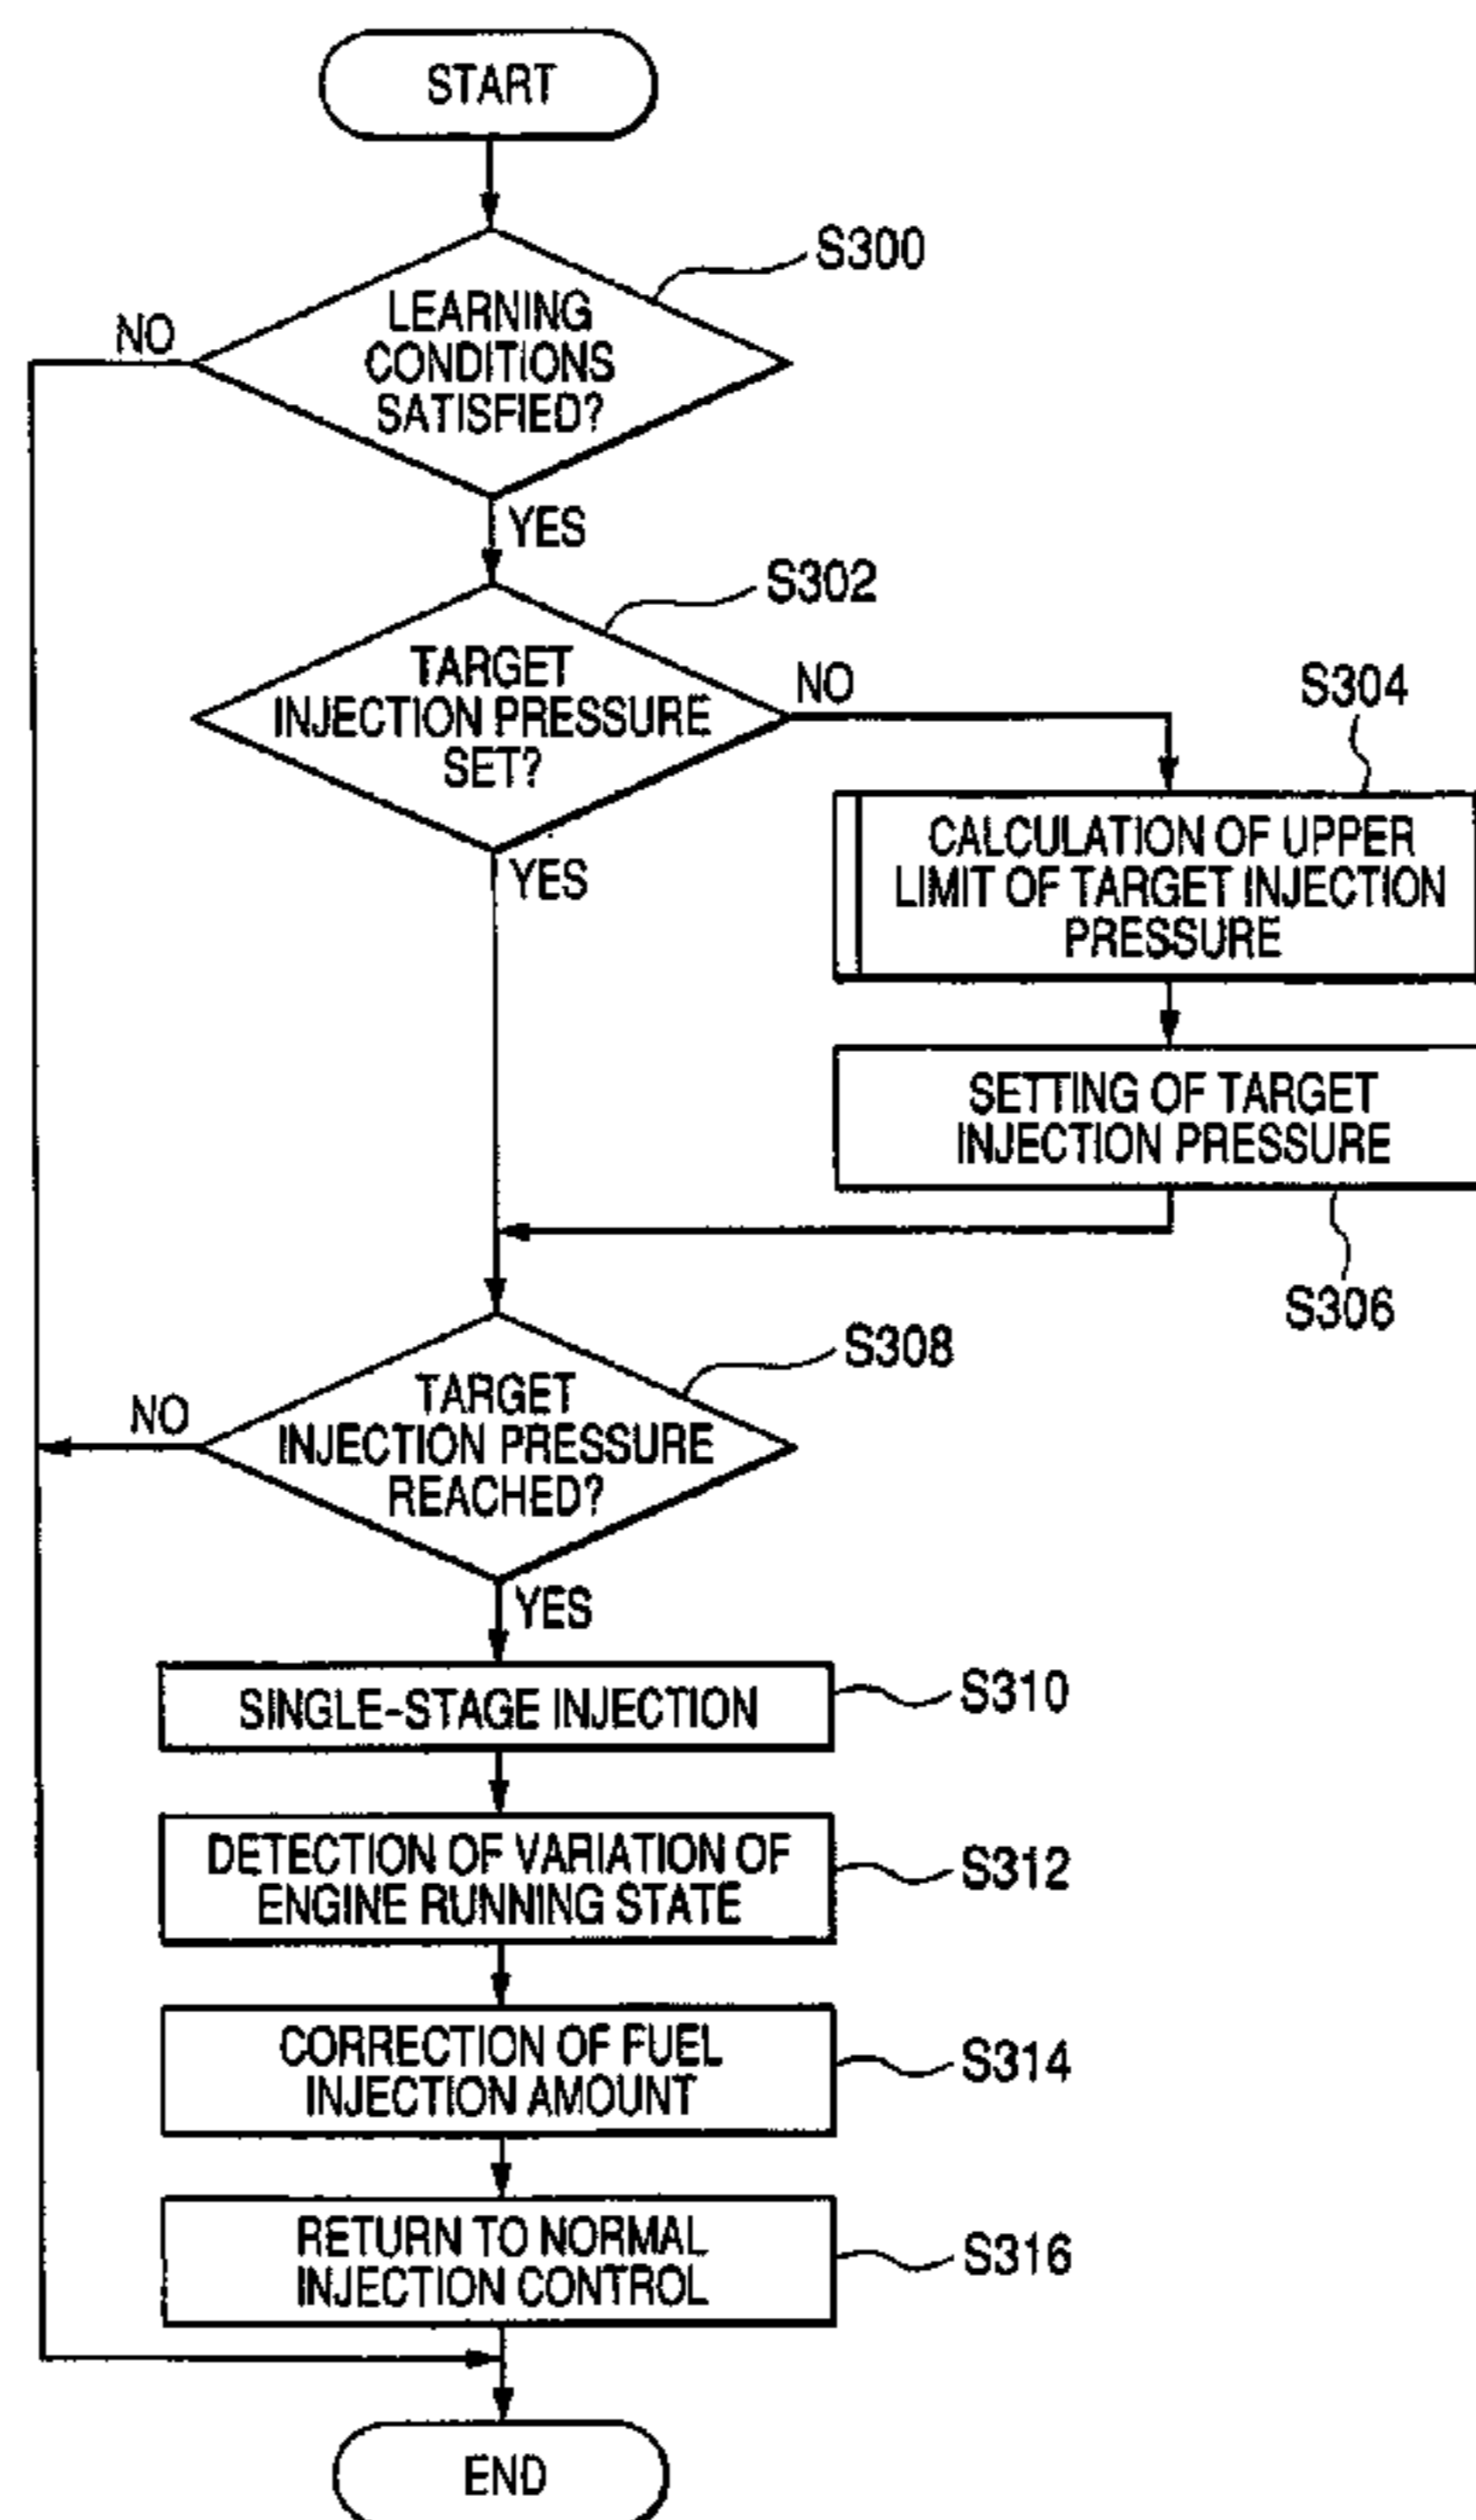 START
S300
LEARNING
CONDITIONS
SATISFIED?
NO
YES
S302
TARGET
INJECTION PRESSURE
SET?
NO
YES
S304
CALCULATION OF UPPER
LIMIT OF TARGET INJECTION
PRESSURE
SETTING OF TARGET
INJECTION PRESSURE
S306
S308
TARGET
INJECTION PRESSURE
REACHED?
NO
YES
SINGLE-STAGE INJECTION
S310
DETECTION OF VARIATION OF
ENGINE RUNNING STATE
S312
CORRECTION OF FUEL
INJECTION AMOUNT
S314
RETURN TO NORMAL
INJECTION CONTROL
S316
END